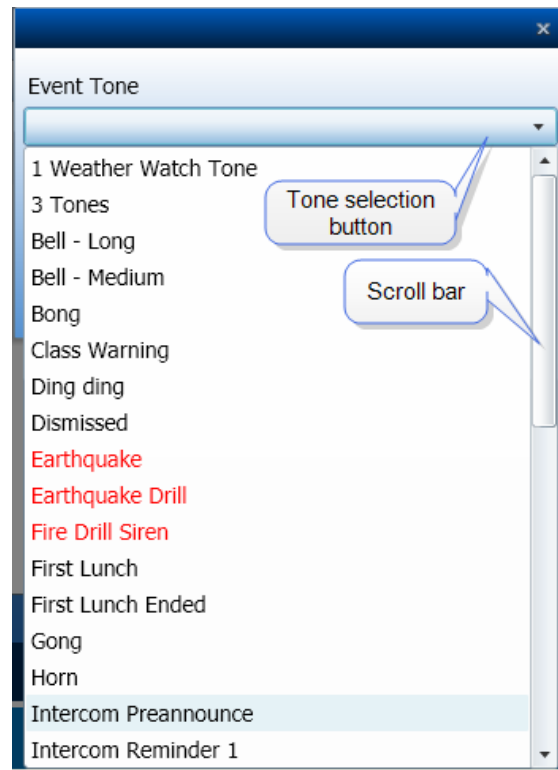 Event Tone
1 Weather Watch Tone
3 Tones
Tone selection
button
Bell - Long
Bell - Medium
Scroll bar
Bong
Class Warning
Ding ding
Dismissed
Earthquake
Earthquake Drill
Fire Drill Siren
First Lunch
First Lunch Ended
Gong
Horn
Intercom Preannounce
Intercom Reminder 1